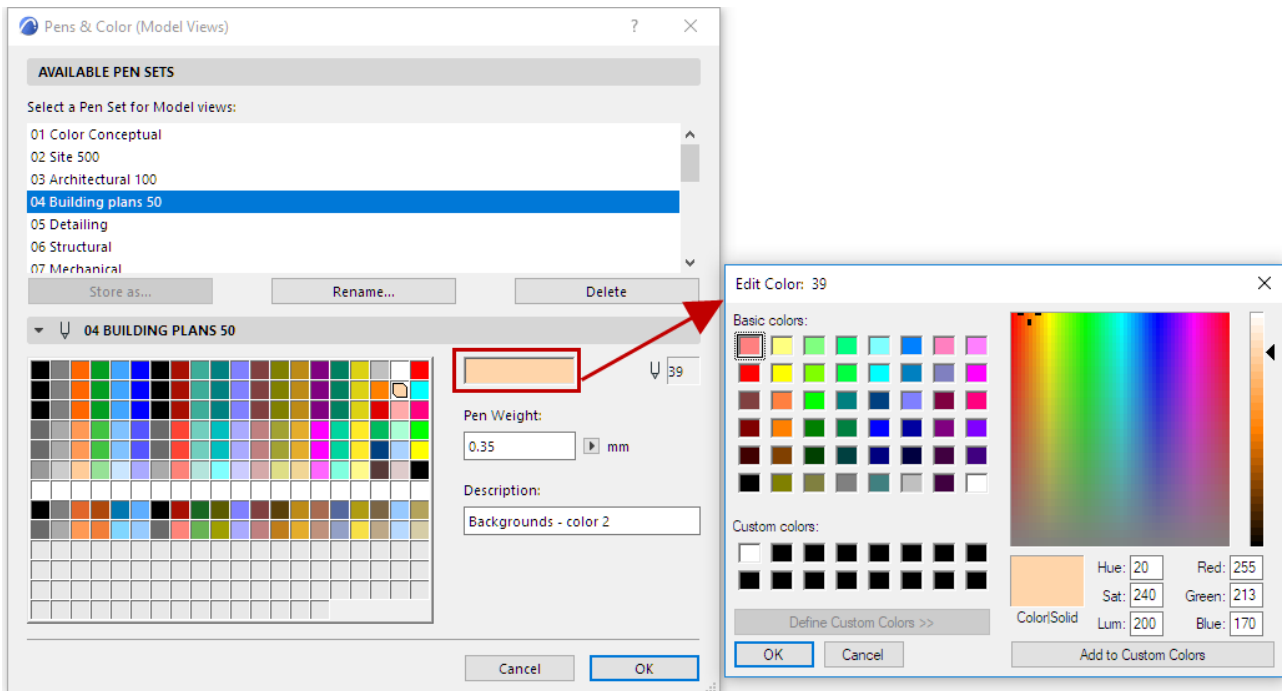 Pens & Color (Model Views)
?
AVAILABLE PEN SETS
Select a Pen Set for Model views:
01 Color Conceptual
02 Site 500
03 Architectural 100
04 Building plans 50
05 Detailing
06 Structural
07 Mechanical
Store as... Rename... Delete
04 BUILDING PLANS 50
39
Pen Weight:
0.35 mm
Description:
Backgrounds - color 2
Cancel OK
Edit Color: 39
Basic colors:
Custom colors:
Define Custom Colors >>
OK Cancel
Color|Solid
Hue: 20 Red: 255
Sat: 240 Green: 213
Lum: 200 Blue: 170
Add to Custom Colors